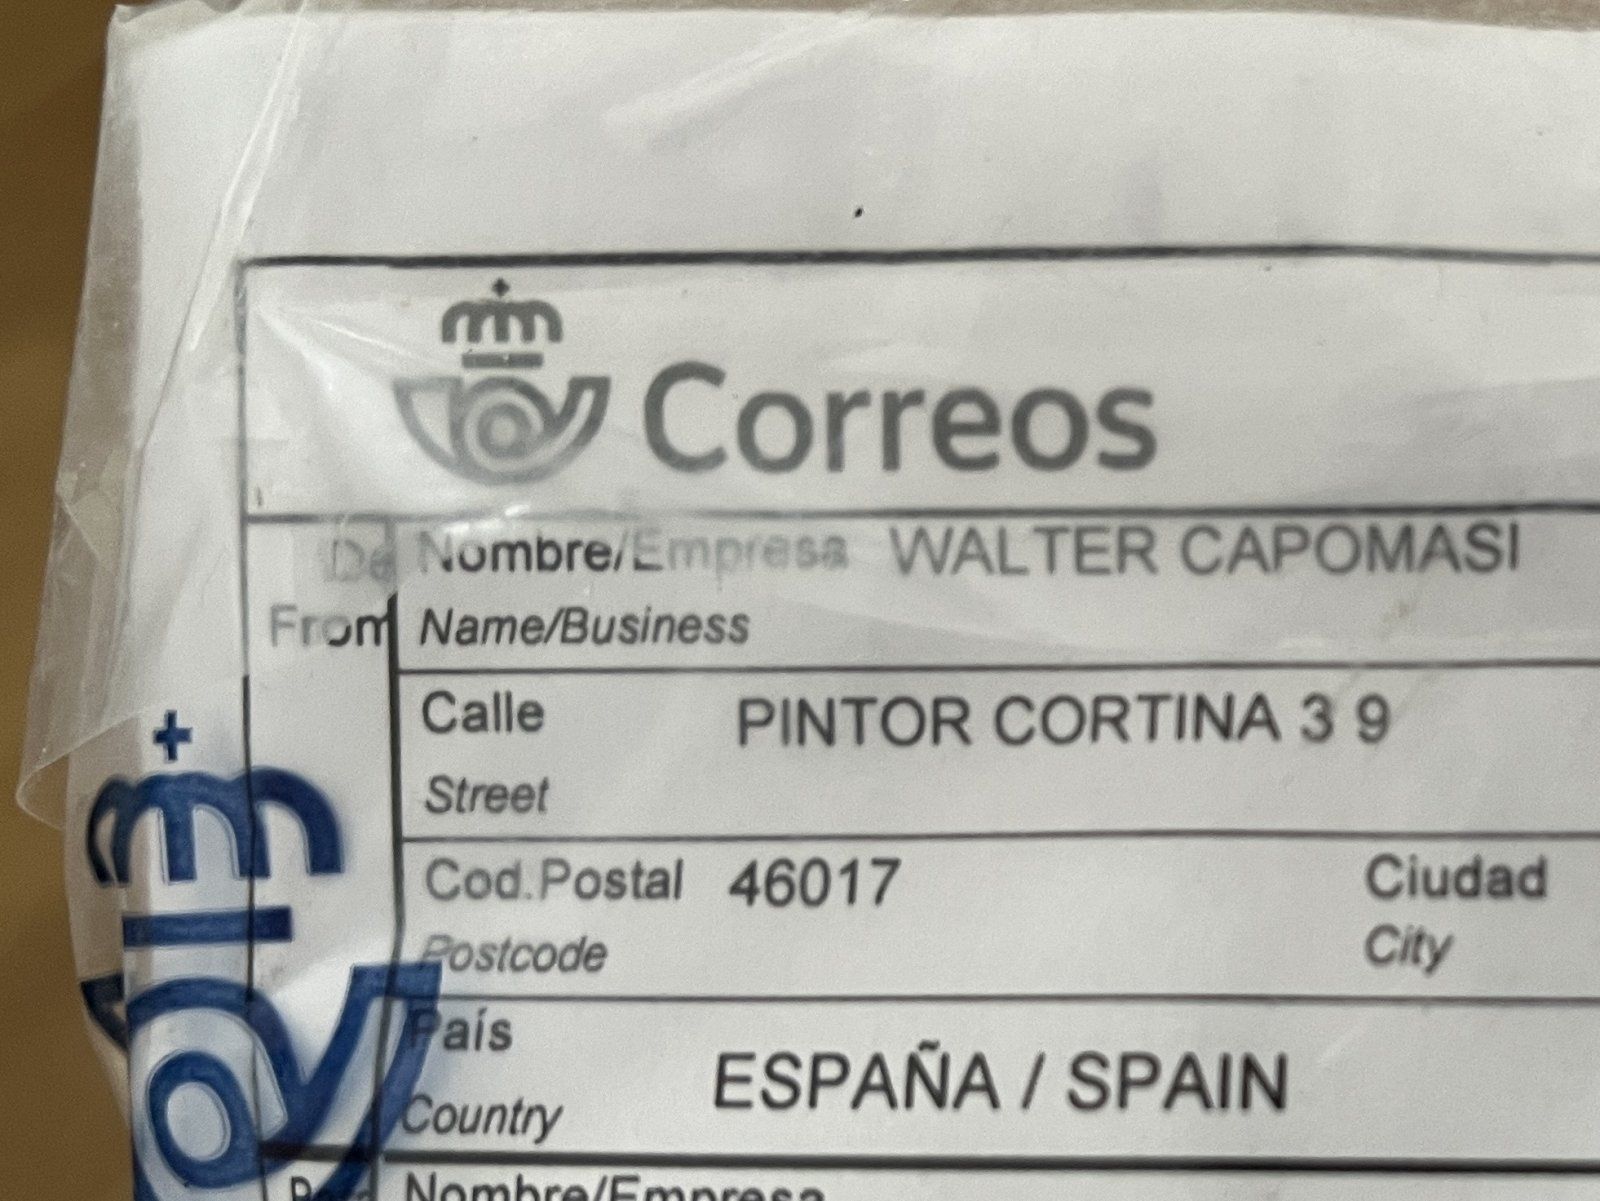 Correos
De Nombre/Empresa WALTER CAPOMASI
From Name/Business
Calle PINTOR CORTINA 3 9
Street
Cod.Postal 46017 Ciudad
Postcode City
País
ESPAÑA / SPAIN
Country
Nombre/Empresa